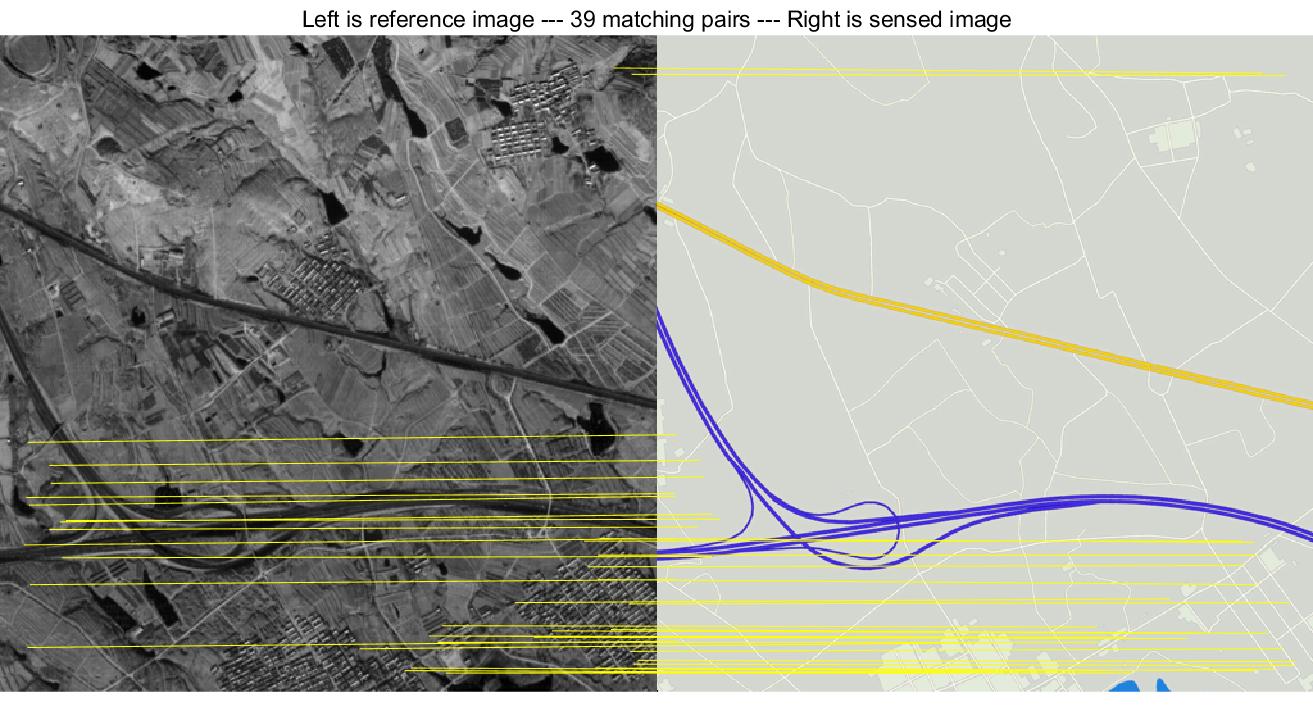 Left is reference image --- 39 matching pairs --- Right is sensed image